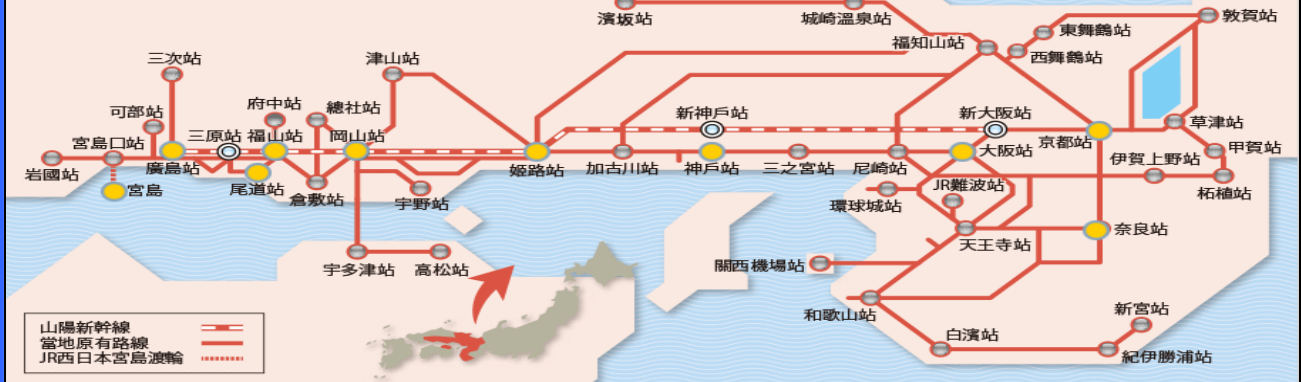 濱坂站
城崎溫泉站
敦賀站
東舞鶴站
福知山站
西舞鶴站
三次站
津山站
可部站
府中站
總社站
新神戶站
新大阪站
草津站
宮島口站
三原站
福山站
岡山站
京都站
甲賀站
伊賀上野站
岩國站
廣島站
姬路站
加古川站
神戶站
三之宮站
尼崎站
大阪站
宮島
尾道站
倉敷站
宇野站
JR難波站
環球城站
柘植站
奈良站
天王寺站
宇多津站
高松站
關西機場站
和歌山站
新宮站
白濱站
紀伊勝浦站
山陽新幹線
當地原有路線
JR西日本宮島渡輪